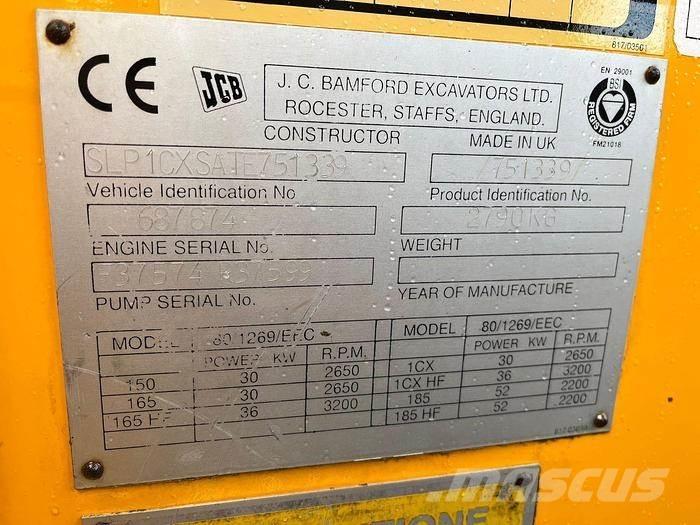 817/03501
CE
JCB
J. C. BAMFORD EXCAVATORS LTD.
ROCESTER, STAFFS,- ENGLAND.
EN 29001
BSI
REGISTERED FIRM
FM21018
CONSTRUCTOR MADE IN UK
SLP1CXSATE751339 /751339/
Vehicle Identification No Product Identification No.
687874 2790KG
ENGINE SERIAL No. WEIGHT
PUMP SERIAL No. YEAR OF MANUFACTURE
MODEL 80/1269/EEC MODEL 80/1269/EEC
POWER KW R.P.M. POWER KW R.P.M.
150 30 2650 1CX 30 2650
165 30 2650 1CX HF 36 3200
165 HF 36 3200 185 52 2200
185 HF 52 2200
mascus